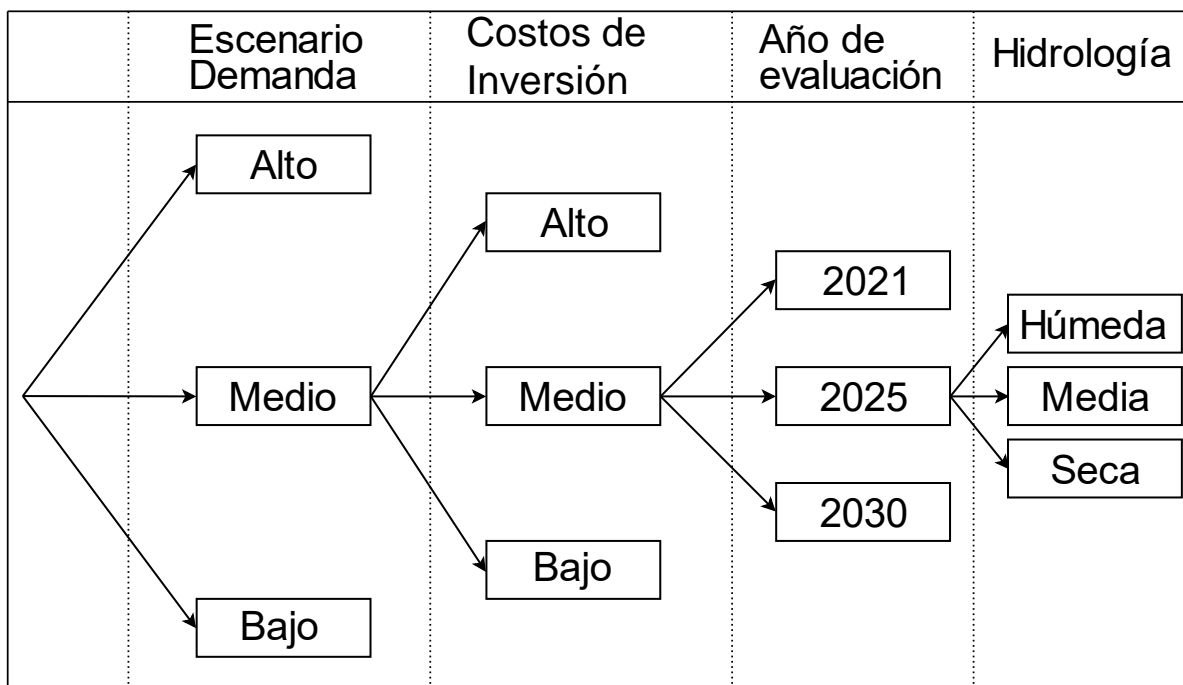 Escenario
Demanda
Costos de
Inversión
Año de
evaluación
Hidrología
Alto
Medio
Bajo
Alto
Medio
Bajo
2021
2025
2030
Húmeda
Media
Seca